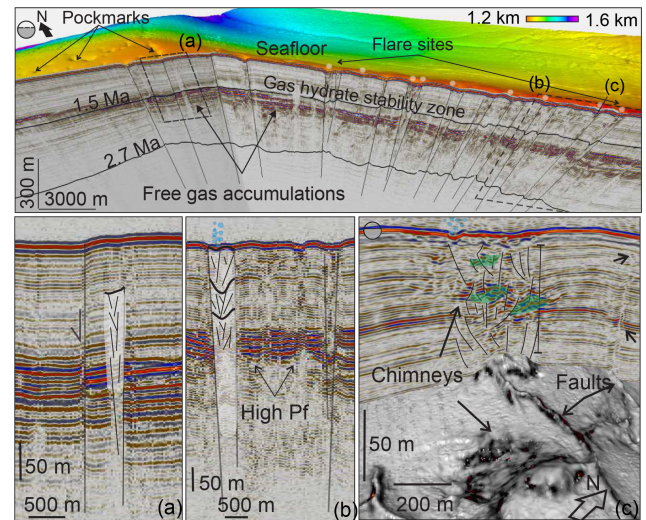 N
1.2 km
1.6 km
Pockmarks
(a)
Seafloor
Flare sites
(b)
(c)
Gas hydrate stability zone
1.5 Ma
2.7 Ma
Free gas accumulations
300 m
3000 m
High Pf
50 m
500 m
(a)
50 m
500 m
(b)
Chimneys
Faults
50 m
200 m
N
(c)